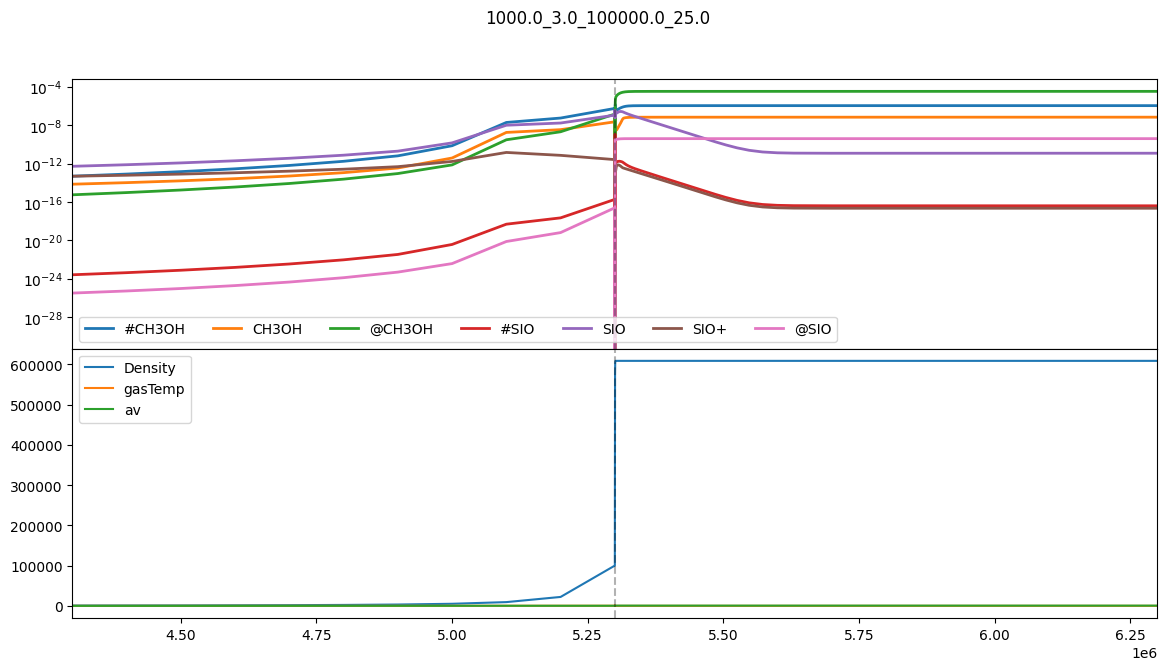 1000.0_3.0_100000.0_25.0
10⁻⁴
10⁻⁸
10⁻¹²
10⁻¹⁶
10⁻²⁰
10⁻²⁴
10⁻²⁸
#CH3OH CH3OH @CH3OH #SIO SIO SIO+ @SIO
600000
500000
400000
300000
200000
100000
0
Density
gasTemp
av
4.50 4.75 5.00 5.25 5.50 5.75 6.00 6.25
1e6